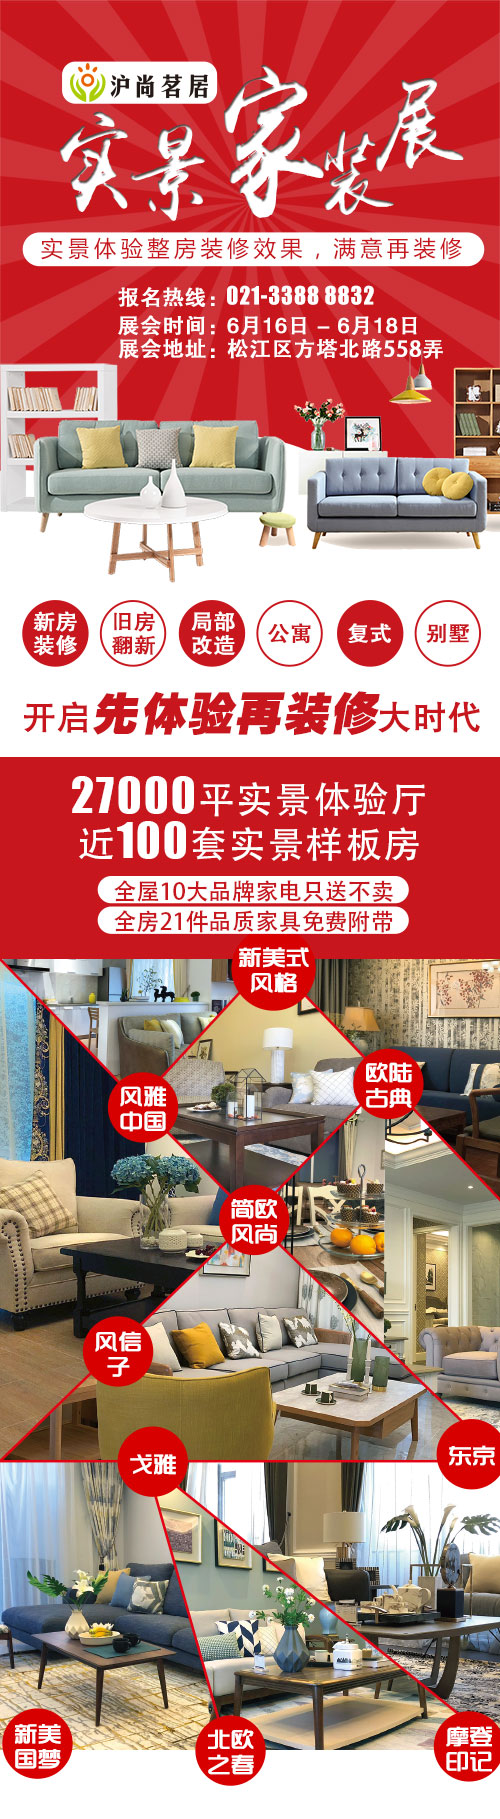 沪尚茗居
实景家装展
实景体验整房装修效果，满意再装修
报名热线：021-3388 8832
展会时间：6月16日 – 6月18日
展会地址：松江区方塔北路558弄
新房
装修
旧房
翻新
局部
改造
公寓
复式
别墅
开启先体验再装修大时代
27000平实景体验厅
近100套实景样板房
全屋10大品牌家电只送不卖
全房21件品质家具免费附带
新美式
风格
欧陆
古典
风雅
中国
简欧
风尚
风信
子
戈雅
东京
新美
国梦
北欧
之春
摩登
印记